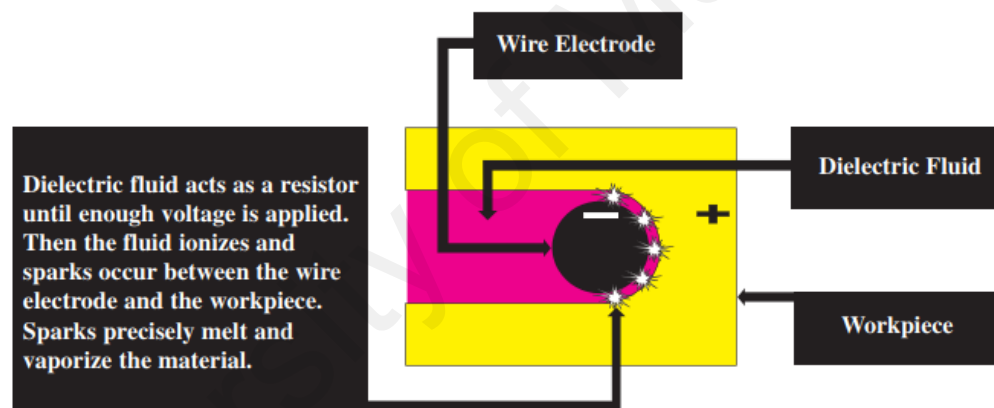 Wire Electrode
Dielectric fluid acts as a resistor
until enough voltage is applied.
Then the fluid ionizes and
sparks occur between the wire
electrode and the workpiece.
Sparks precisely melt and
vaporize the material.
Dielectric Fluid
Workpiece